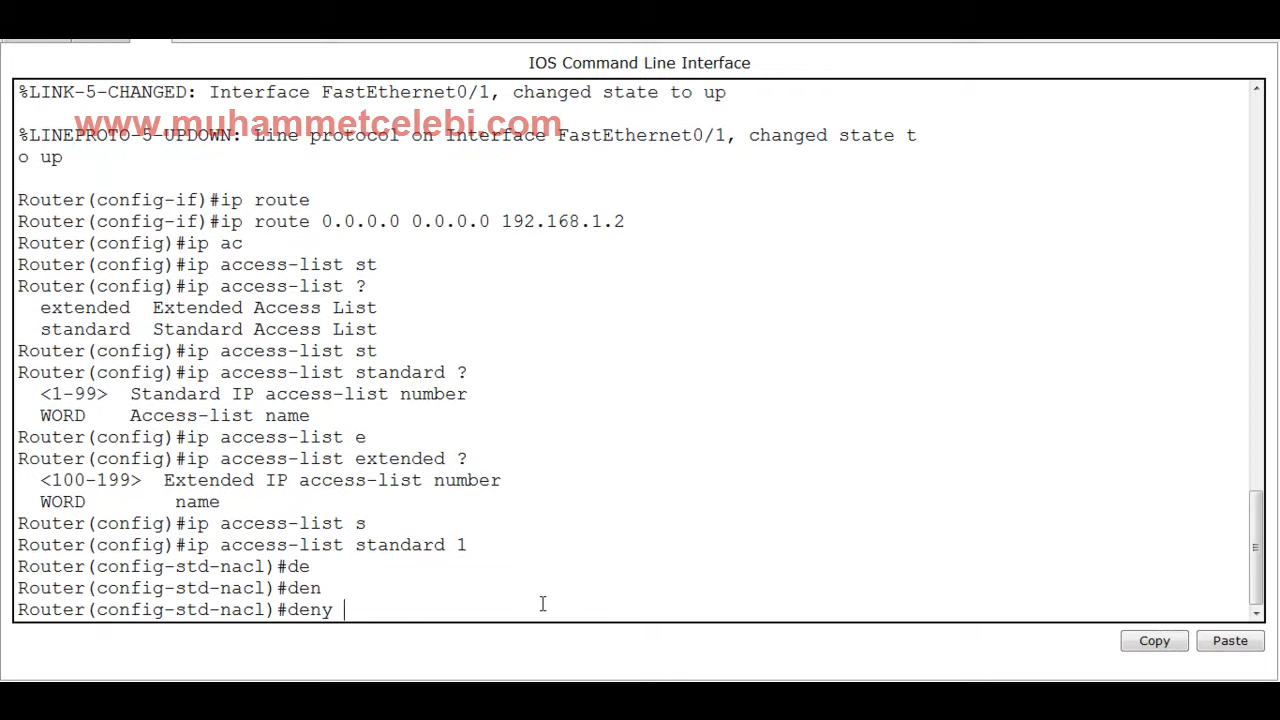 IOS Command Line Interface
%LINK-5-CHANGED: Interface FastEthernet0/1, changed state to up
www.muhammetcelebi.com
%LINEPROTO-5-UPDOWN: Line protocol on Interface FastEthernet0/1, changed state t
o up
Router(config-if)#ip route
Router(config-if)#ip route 0.0.0.0 0.0.0.0 192.168.1.2
Router(config)#ip ac
Router(config)#ip access-list st
Router(config)#ip access-list ?
  extended  Extended Access List
  standard  Standard Access List
Router(config)#ip access-list st
Router(config)#ip access-list standard ?
  <1-99>  Standard IP access-list number
  WORD    Access-list name
Router(config)#ip access-list e
Router(config)#ip access-list extended ?
  <100-199>  Extended IP access-list number
  WORD        name
Router(config)#ip access-list s
Router(config)#ip access-list standard 1
Router(config-std-nacl)#de
Router(config-std-nacl)#den
Router(config-std-nacl)#deny
Copy
Paste